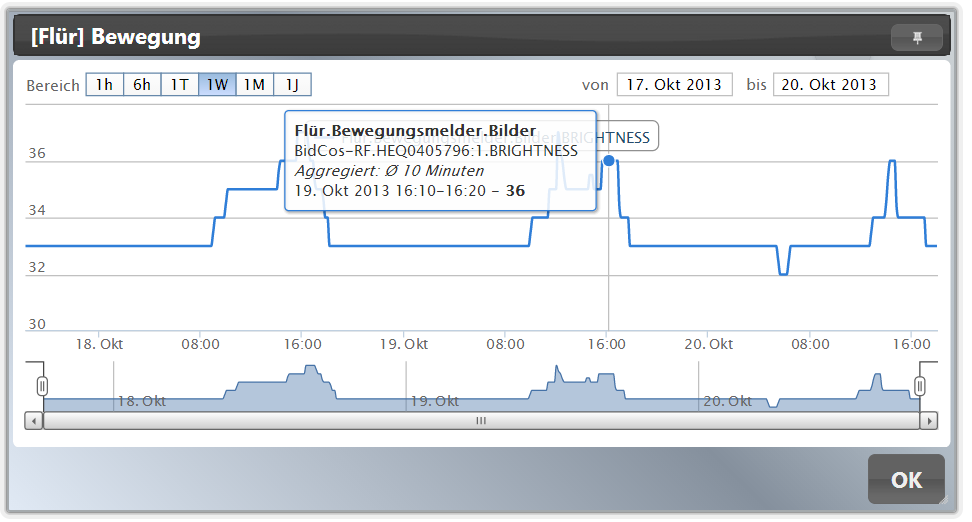 [Flür] Bewegung
Bereich 1h 6h 1T 1W 1M 1J von 17. Okt 2013 bis 20. Okt 2013
Flür.Bewegungsmelder.Bilder
BidCos-RF.HEQ0405796:1.BRIGHTNESS
Aggregiert: Ø 10 Minuten
19. Okt 2013 16:10-16:20 - 36
36
34
32
30
18. Okt 08:00 16:00 19. Okt 08:00 16:00 20. Okt 08:00 16:00
18. Okt 19. Okt 20. Okt
OK